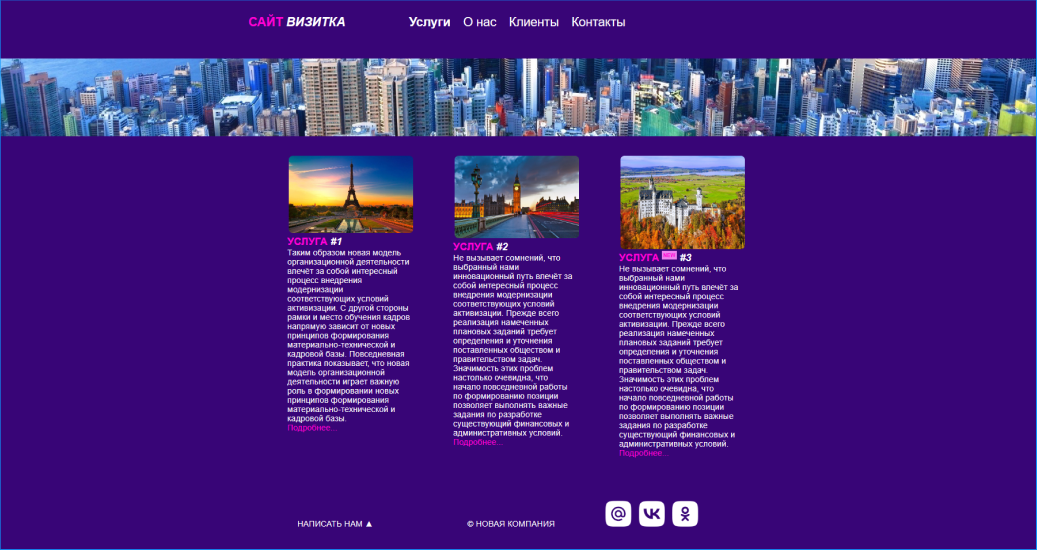 САЙТ ВИЗИТКА
Услуги О нас Клиенты Контакты
УСЛУГА #1
Таким образом новая модель
организационной деятельности
влечёт за собой интересный
процесс внедрения
модернизации
соответствующих условий
активизации. С другой стороны
рамки и место обучения кадров
напрямую зависит от новых
принципов формирования
материально-технической и
кадровой базы. Повседневная
практика показывает, что новая
модель организационной
деятельности играет важную
роль в формировании новых
принципов формирования
материально-технической и
кадровой базы.
Подробнее...
УСЛУГА #2
Не вызывает сомнений, что
выбранный нами
инновационный путь влечёт за
собой интересный процесс
внедрения модернизации
соответствующих условий
активизации. Прежде всего
реализация намеченных
плановых заданий требует
определения и уточнения
поставленных обществом и
правительством задач.
Значимость этих проблем
настолько очевидна, что
начало повседневной работы
по формированию позиции
позволяет выполнять важные
задания по разработке
существующий финансовых и
административных условий.
Подробнее...
УСЛУГА NEW #3
Не вызывает сомнений, что
выбранный нами
инновационный путь влечёт за
собой интересный процесс
внедрения модернизации
соответствующих условий
активизации. Прежде всего
реализация намеченных
плановых заданий требует
определения и уточнения
поставленных обществом и
правительством задач.
Значимость этих проблем
настолько очевидна, что
начало повседневной работы
по формированию позиции
позволяет выполнять важные
задания по разработке
существующий финансовых и
административных условий.
Подробнее...
НАПИСАТЬ НАМ ▲
© НОВАЯ КОМПАНИЯ